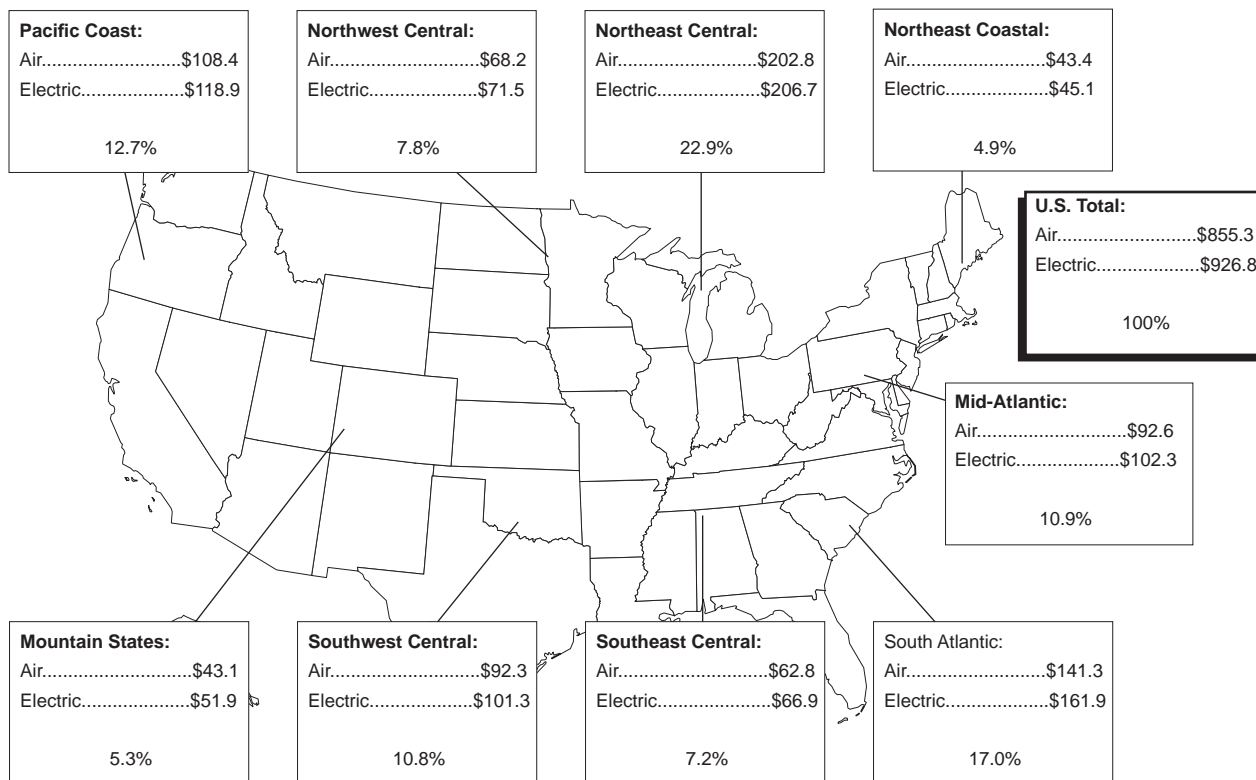 Pacific Coast:
Air............................$108.4
Electric....................$118.9
12.7%
Northwest Central:
Air............................$68.2
Electric....................$71.5
7.8%
Northeast Central:
Air............................$202.8
Electric....................$206.7
22.9%
Northeast Coastal:
Air............................$43.4
Electric....................$45.1
4.9%
U.S. Total:
Air............................$855.3
Electric....................$926.8
100%
Mid-Atlantic:
Air.............................$92.6
Electric....................$102.3
10.9%
Mountain States:
Air.............................$43.1
Electric.....................$51.9
5.3%
Southwest Central:
Air............................$92.3
Electric....................$101.3
10.8%
Southeast Central:
Air............................$62.8
Electric....................$66.9
7.2%
South Atlantic:
Air............................$141.3
Electric....................$161.9
17.0%